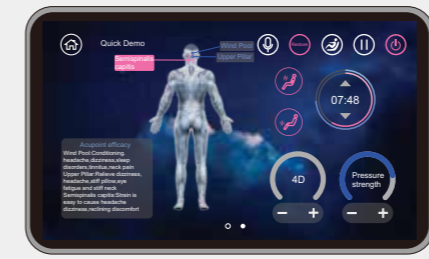 Quick Demo
Wind Pool
Upper Pillar
Semispinalis
capitis
07:48
Acupoint efficacy
Wind Pool:Conditioning
headache,dizziness,sleep
disorders,tinnitus,neck pain
Upper Pillar:Relieve dizziness,
headache,stiff pillow,eye
fatigue and stiff neck
Semispinalis capitis:Strain is
easy to cause headache
dizziness,reclining discomfort
4D
Pressure
strength
− +
− +